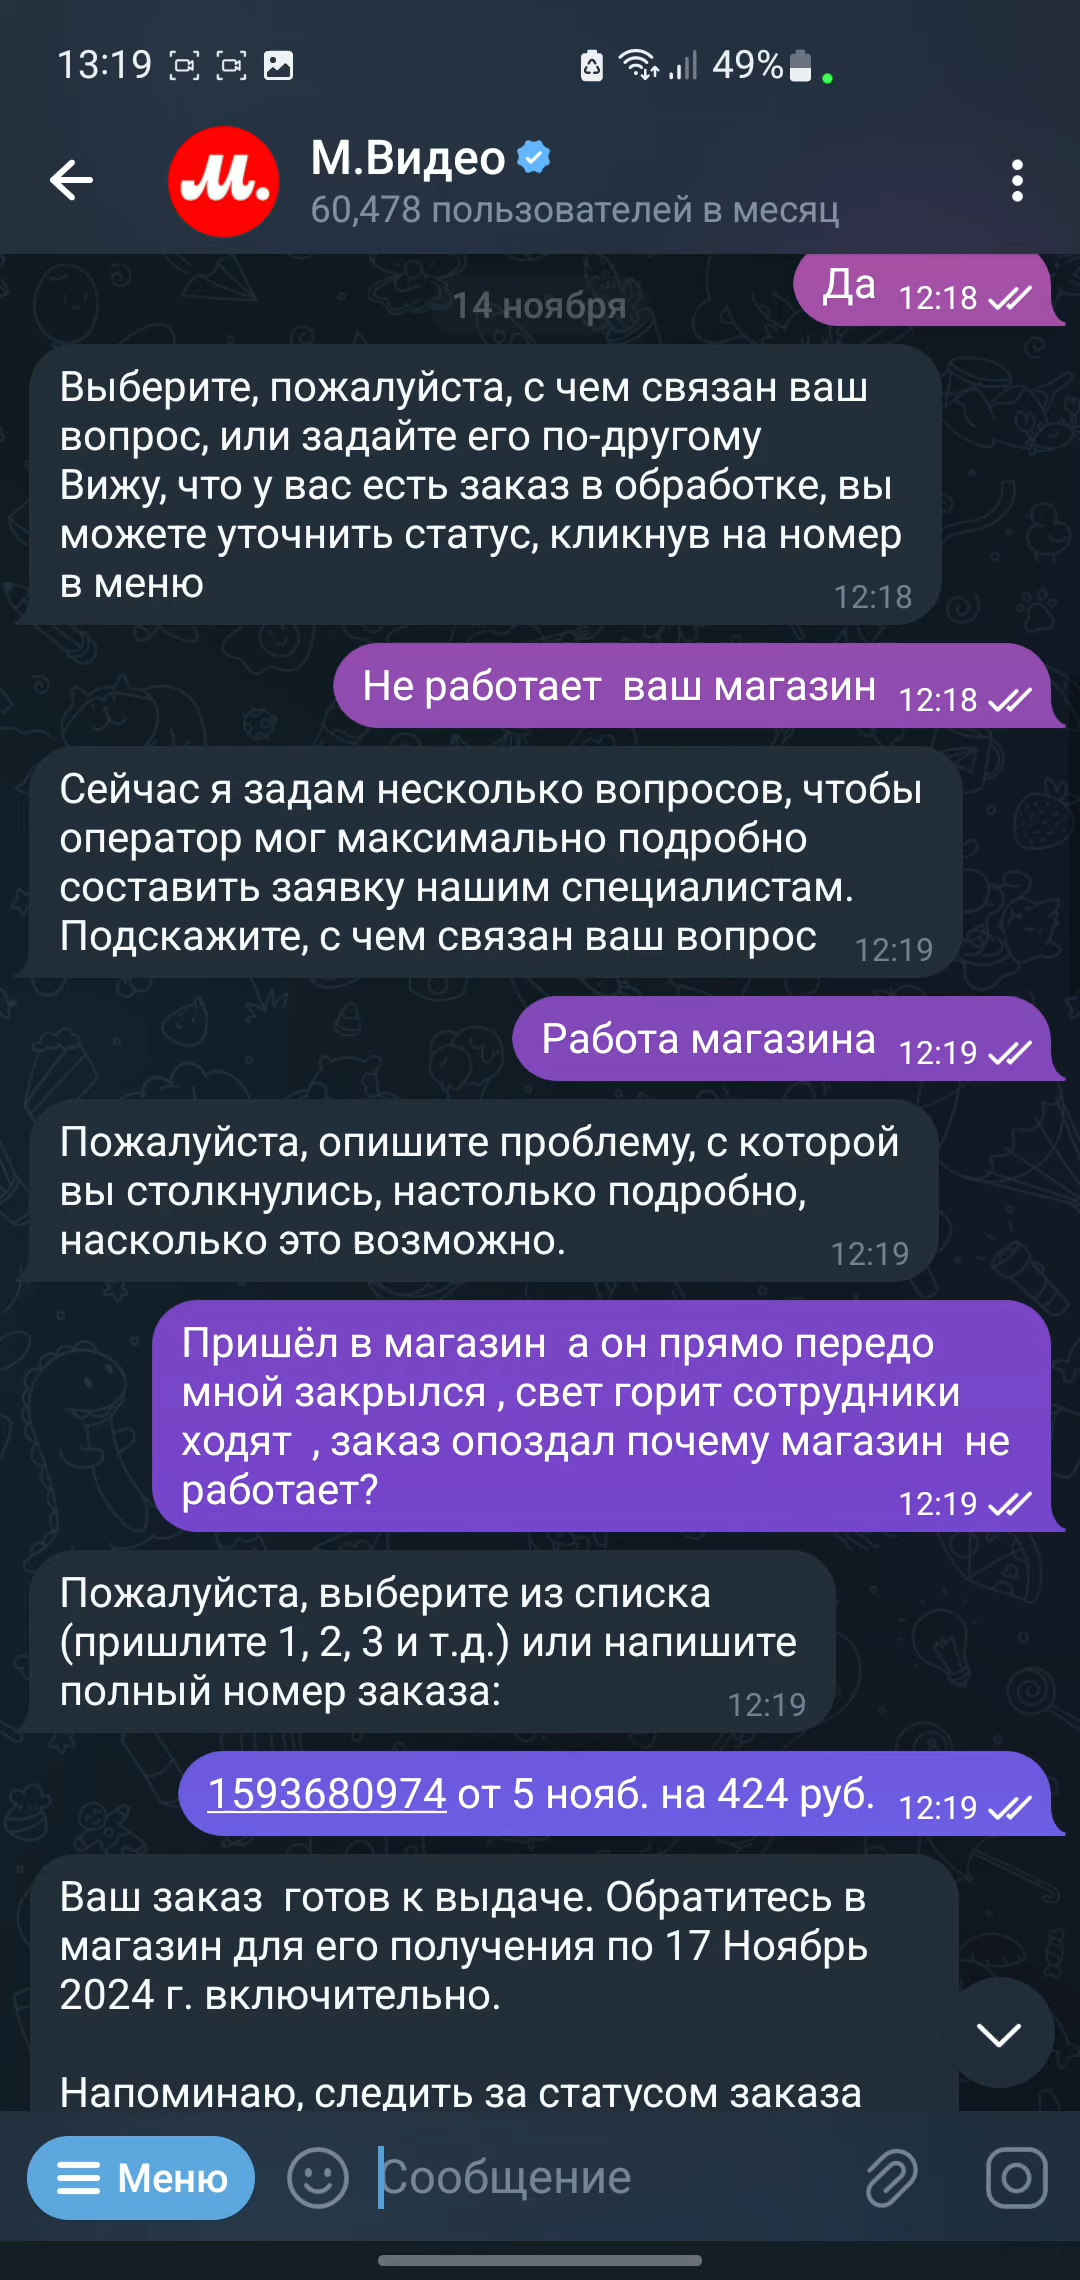 13:19
49%
М.Видео
60,478 пользователей в месяц
Да 12:18
14 ноября
Выберите, пожалуйста, с чем связан ваш
вопрос, или задайте его по-другому
Вижу, что у вас есть заказ в обработке, вы
можете уточнить статус, кликнув на номер
в меню
12:18
Не работает  ваш магазин 12:18
Сейчас я задам несколько вопросов, чтобы
оператор мог максимально подробно
составить заявку нашим специалистам.
Подскажите, с чем связан ваш вопрос 12:19
Работа магазина 12:19
Пожалуйста, опишите проблему, с которой
вы столкнулись, настолько подробно,
насколько это возможно. 12:19
Пришёл в магазин  а он прямо передо
мной закрылся , свет горит сотрудники
ходят  , заказ опоздал почему магазин  не
работает? 12:19
Пожалуйста, выберите из списка
(пришлите 1, 2, 3 и т.д.) или напишите
полный номер заказа: 12:19
1593680974 от 5 нояб. на 424 руб. 12:19
Ваш заказ  готов к выдаче. Обратитесь в
магазин для его получения по 17 Ноябрь
2024 г. включительно.
Напоминаю, следить за статусом заказа
Меню
Сообщение